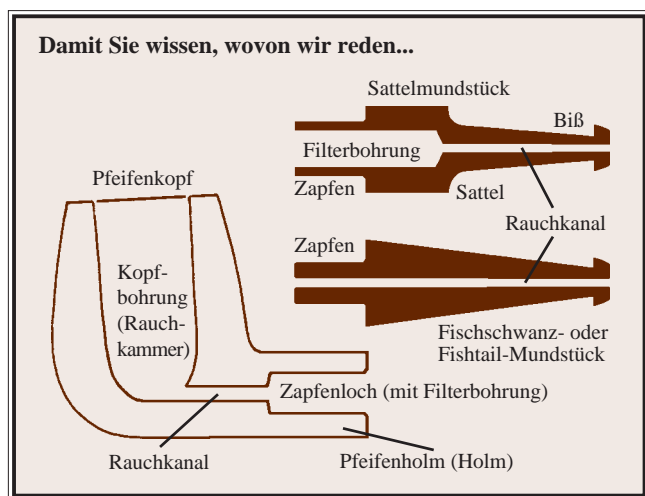 Damit Sie wissen, wovon wir reden...
Sattelmundstück
Biß
Filterbohrung
Pfeifenkopf
Zapfen
Sattel
Rauchkanal
Zapfen
Kopf-
bohrung
(Rauch-
kammer)
Fischschwanz- oder
Fishtail-Mundstück
Zapfenloch (mit Filterbohrung)
Rauchkanal
Pfeifenholm (Holm)